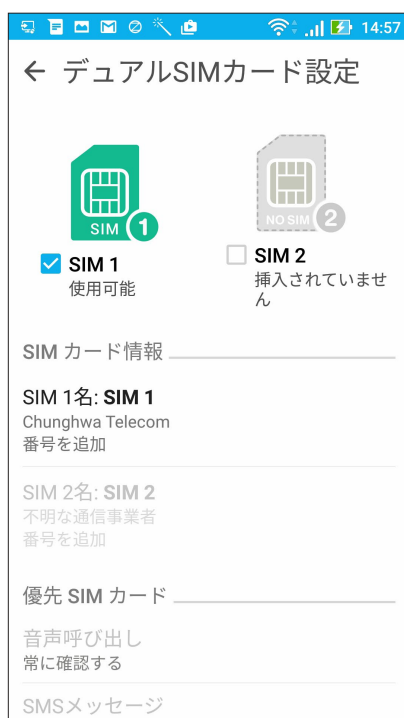 14:57
デュアルSIMカード設定
SIM 1
NO SIM 2
SIM 1
使用可能
SIM 2
挿入されていませ
ん
SIM カード情報
SIM 1名: SIM 1
Chunghwa Telecom
番号を追加
SIM 2名: SIM 2
不明な通信事業者
番号を追加
優先 SIM カード
音声呼び出し
常に確認する
SMSメッセージ